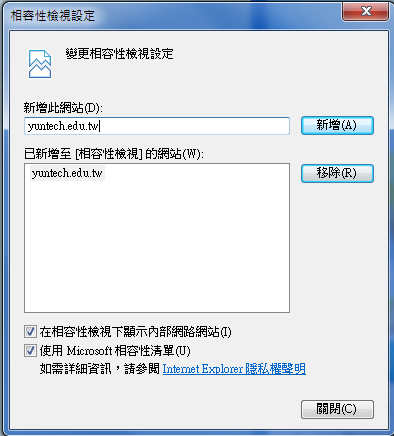 相容性檢視設定
變更相容性檢視設定
新增此網站(D):
yuntech.edu.tw
新增(A)
已新增至 [相容性檢視] 的網站(W):
yuntech.edu.tw
移除(R)
在相容性檢視下顯示內部網路網站(I)
使用 Microsoft 相容性清單(U)
如需詳細資訊，請參閱 Internet Explorer 隱私權聲明
關閉(C)